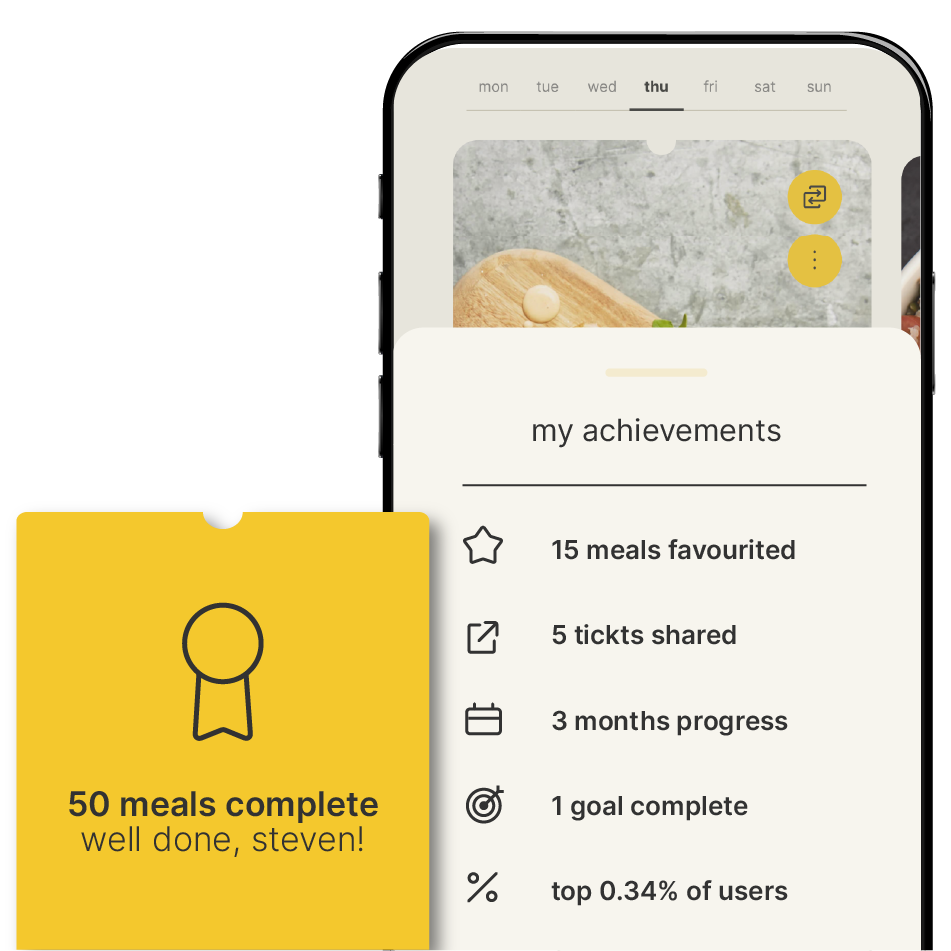 mon tue wed thu fri sat sun
my achievements
15 meals favourited
5 tickts shared
3 months progress
1 goal complete
top 0.34% of users
50 meals complete
well done, steven!